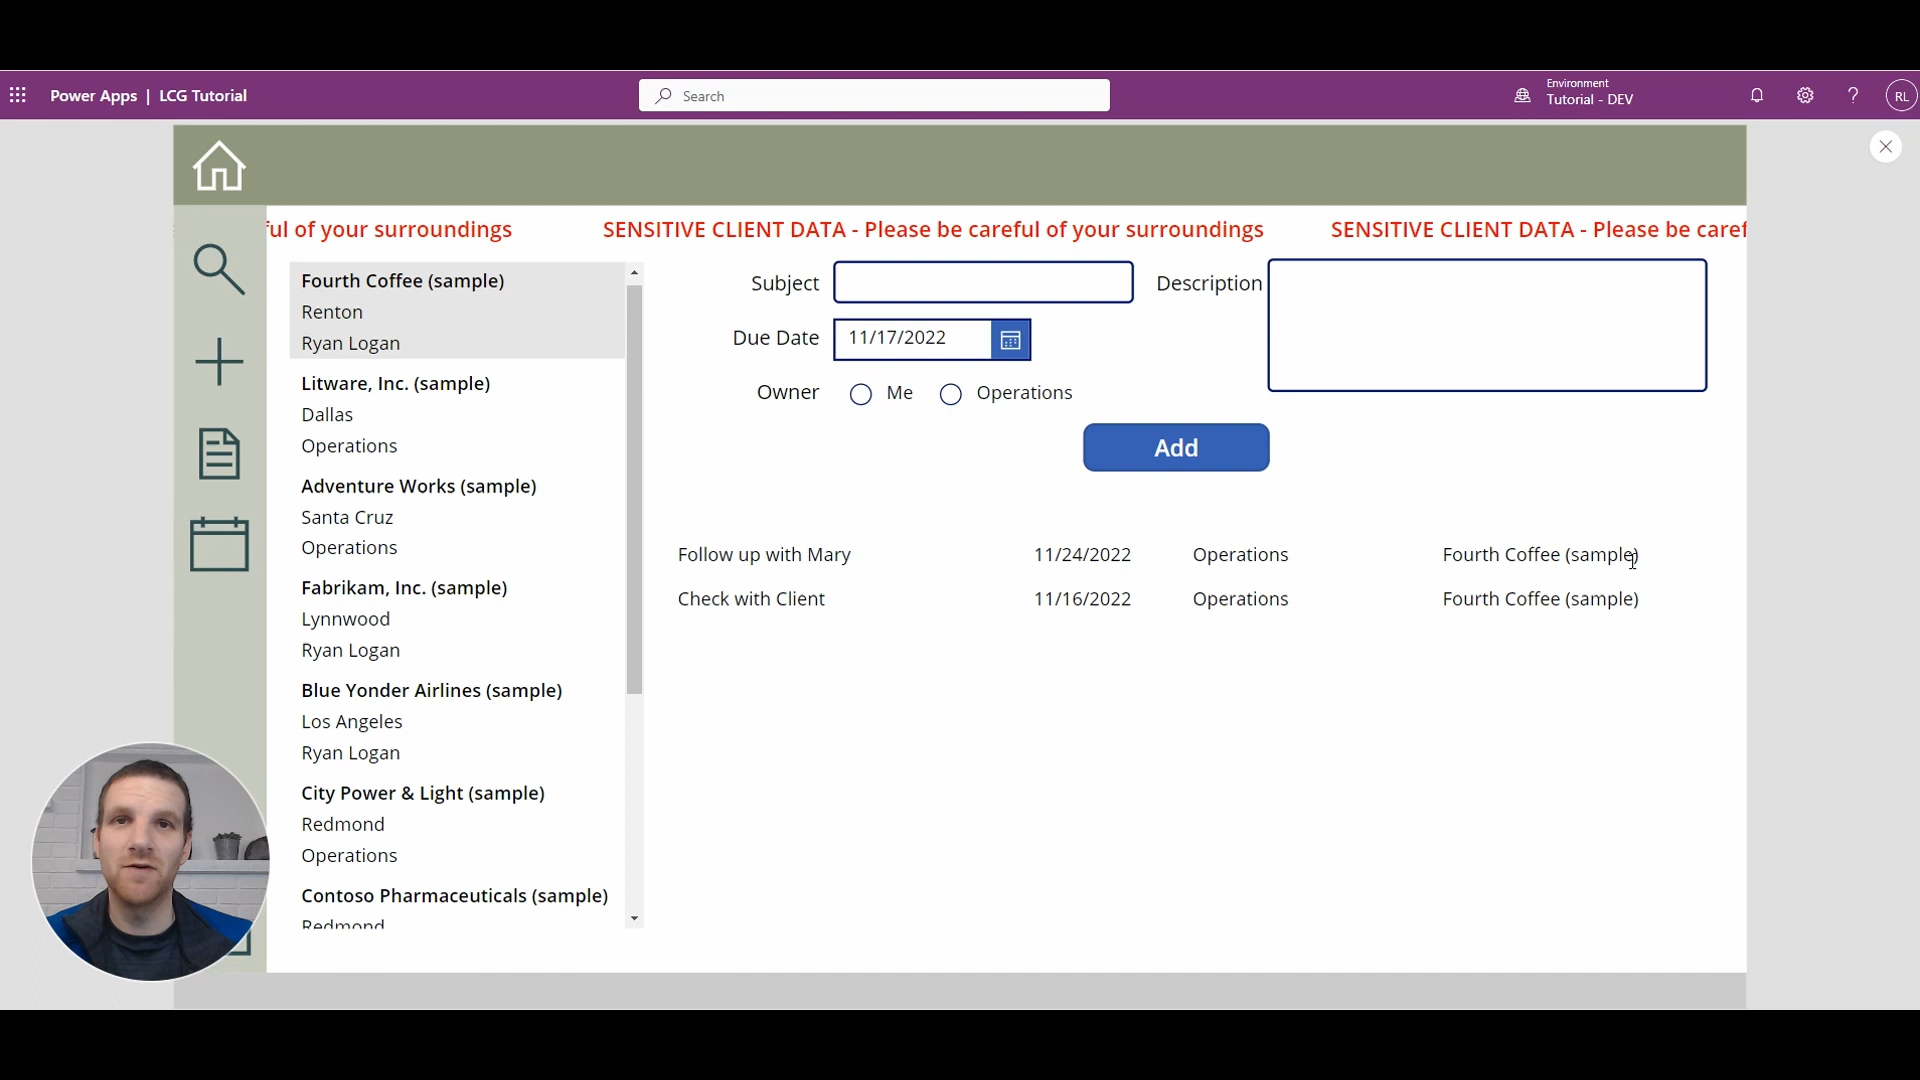 Power Apps | LCG Tutorial
Search
Environment
Tutorial - DEV
RL
ful of your surroundings SENSITIVE CLIENT DATA - Please be careful of your surroundings SENSITIVE CLIENT DATA - Please be caref
Fourth Coffee (sample)
Renton
Ryan Logan
Litware, Inc. (sample)
Dallas
Operations
Adventure Works (sample)
Santa Cruz
Operations
Fabrikam, Inc. (sample)
Lynnwood
Ryan Logan
Blue Yonder Airlines (sample)
Los Angeles
Ryan Logan
City Power & Light (sample)
Redmond
Operations
Contoso Pharmaceuticals (sample)
Redmond
Subject
Description
Due Date 11/17/2022
Owner Me Operations
Add
Follow up with Mary 11/24/2022 Operations Fourth Coffee (sample)
Check with Client 11/16/2022 Operations Fourth Coffee (sample)